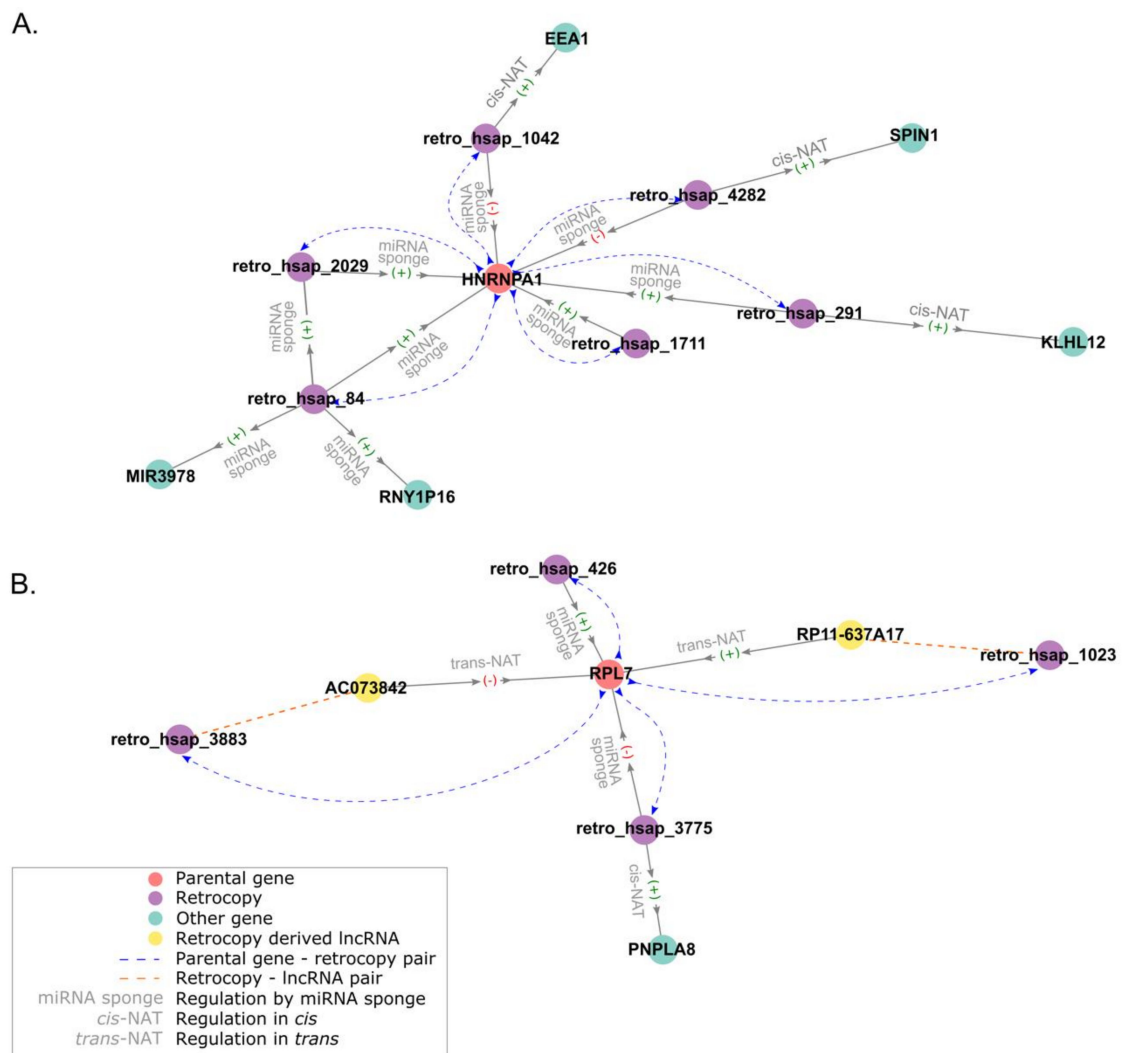 A.
EEA1
cis-NAT
(+)
retro_hsap_1042
SPIN1
cis-NAT
(+)
miRNA
sponge
(-)
retro_hsap_4282
miRNA
sponge
(-)
miRNA
sponge
(+)
retro_hsap_2029
HNRNPA1
miRNA
sponge
(+)
retro_hsap_291
cis-NAT
(+)
KLHL12
(+)
miRNA
sponge
retro_hsap_1711
miRNA
sponge
(+)
(+)
miRNA
sponge
retro_hsap_84
(+)
miRNA
sponge
MIR3978
(+)
miRNA
sponge
RNY1P16
B.
retro_hsap_426
(+)
miRNA
sponge
RP11-637A17
trans-NAT
(+)
retro_hsap_1023
trans-NAT
(-)
RPL7
AC073842
retro_hsap_3883
miRNA
sponge
(-)
retro_hsap_3775
cis-NAT
(+)
PNPLA8
Parental gene
Retrocopy
Other gene
Retrocopy derived lncRNA
Parental gene - retrocopy pair
Retrocopy - lncRNA pair
miRNA sponge Regulation by miRNA sponge
cis-NAT Regulation in cis
trans-NAT Regulation in trans